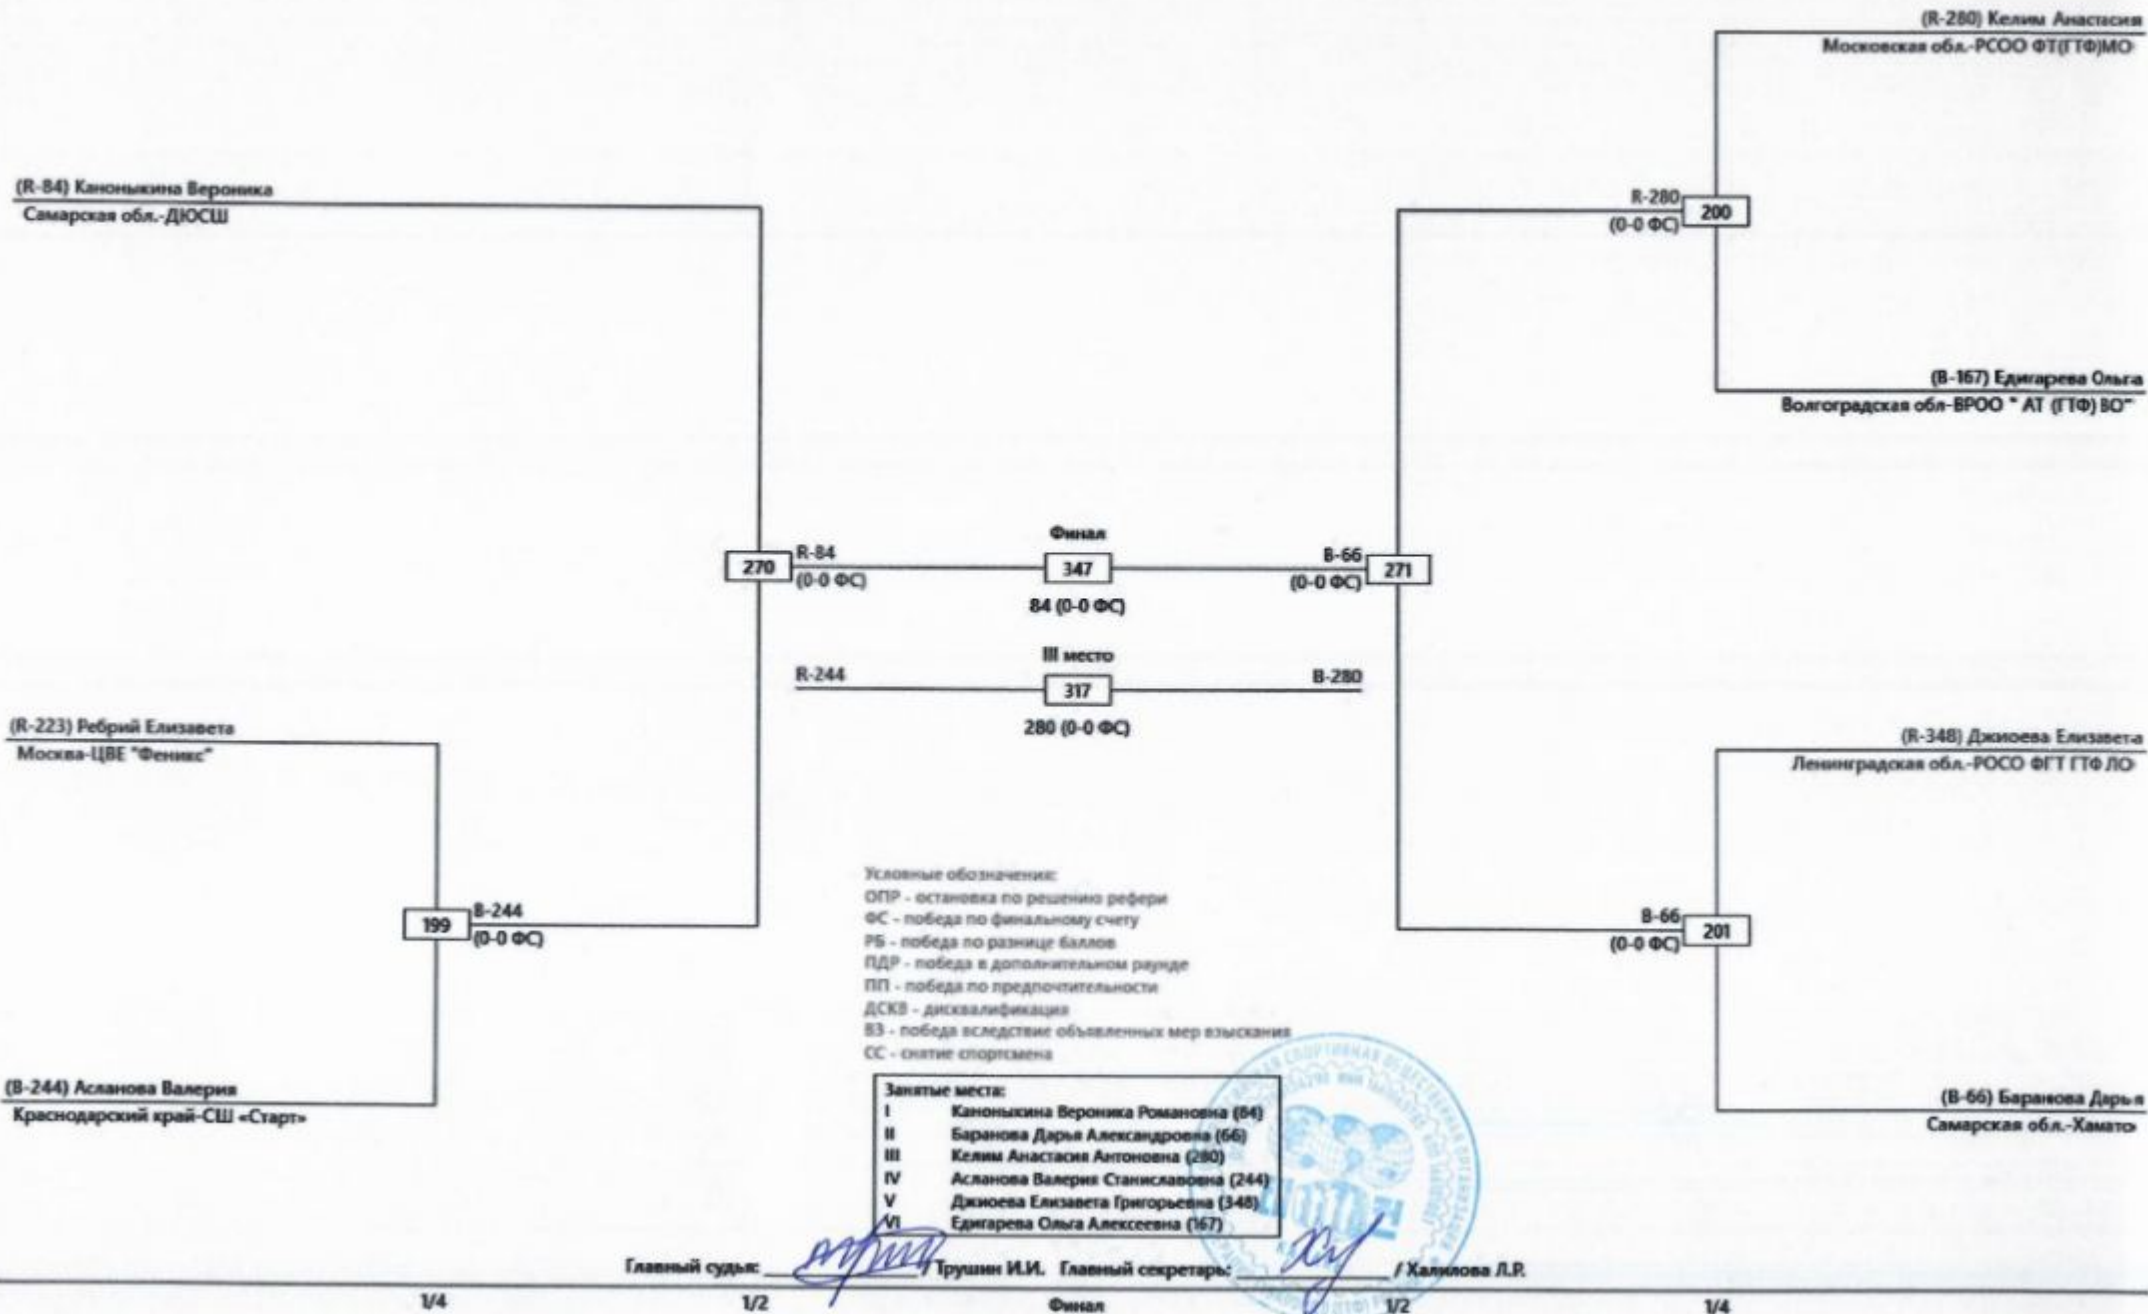 (R-280) Келим Анастасия
Московская обл.-РСОО ФТ(ГТФ)МО
(R-84) Каноныкина Вероника
Самарская обл.-ДЮСШ
R-280
(0-0 ФС)
200
(B-167) Едигарева Ольга
Волгоградская обл-ВРОО " АТ (ГТФ) ВО"
Финал
270
R-84
(0-0 ФС)
347
B-66
(0-0 ФС)
271
84 (0-0 ФС)
III место
R-244
317
B-280
280 (0-0 ФС)
(R-223) Ребрий Елизавета
Москва-ЦВЕ "Феникс"
(R-348) Джиоева Елизавета
Ленинградская обл.-РОСО ФГТ ГТФ ЛО
199
B-244
(0-0 ФС)
B-66
(0-0 ФС)
201
Условные обозначения:
ОПР - остановка по решению рефери
ФС - победа по финальному счету
РБ - победа по разнице баллов
ПДР - победа в дополнительном раунде
ПП - победа по предпочтительности
ДСКВ - дисквалификация
ВЗ - победа вследствие объявленных мер взыскания
СС - снятие спортсмена
(B-244) Асланова Валерия
Краснодарский край-СШ «Старт»
(B-66) Баранова Дарья
Самарская обл.-Хамато
Занятые места:
I Каноныкина Вероника Романовна (84)
II Баранова Дарья Александровна (66)
III Келим Анастасия Антоновна (280)
IV Асланова Валерия Станиславовна (244)
V Джиоева Елизавета Григорьевна (348)
VI Едигарева Ольга Алексеевна (167)
Главный судья: / Трушин И.И. Главный секретарь: / Халилова Л.Р.
1/4 1/2 Финал 1/2 1/4